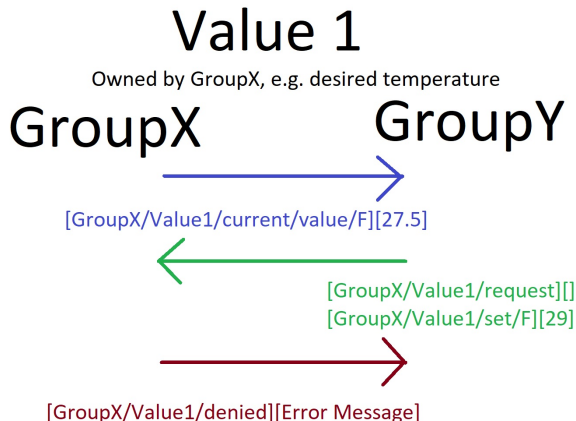 Value 1
Owned by GroupX, e.g. desired temperature
GroupX
GroupY
[GroupX/Value1/current/value/F][27.5]
[GroupX/Value1/request][]
[GroupX/Value1/set/F][29]
[GroupX/Value1/denied][Error Message]